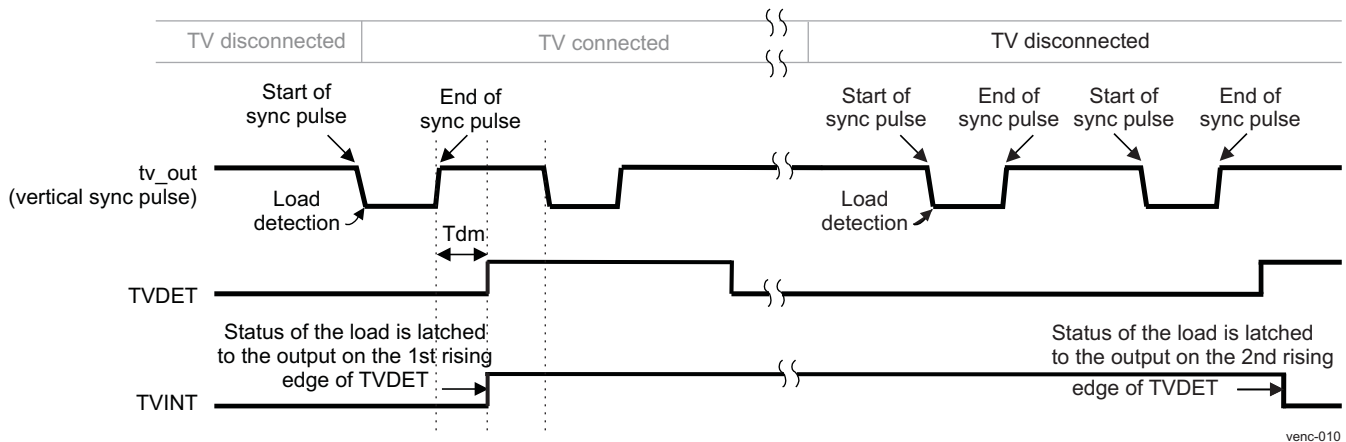 TV disconnected
TV connected
TV disconnected
Start of
sync pulse
End of
sync pulse
Start of
sync pulse
End of
sync pulse
Start of
sync pulse
End of
sync pulse
tv_out
(vertical sync pulse)
Load
detection
Load
detection
Tdm
TVDET
Status of the load is latched
to the output on the 1st rising
edge of TVDET
Status of the load is latched
to the output on the 2nd rising
edge of TVDET
TVINT
venc-010